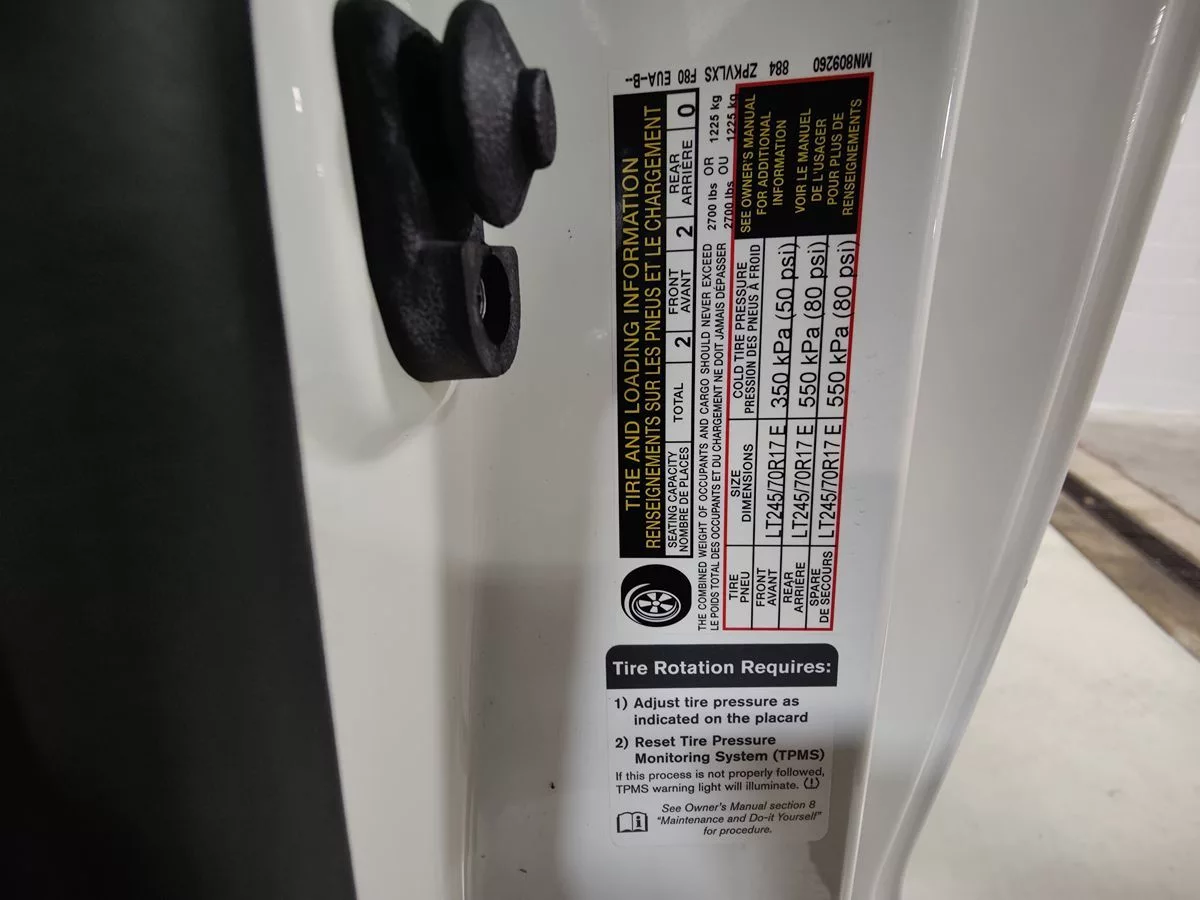 MN809260 884 ZPKVLXS F80 EUA-B--
TIRE AND LOADING INFORMATION
RENSEIGNEMENTS SUR LES PNEUS ET LE CHARGEMENT
SEATING CAPACITY
NOMBRE DE PLACES
TOTAL 2
FRONT
AVANT
2
REAR
ARRIÈRE
0
THE COMBINED WEIGHT OF OCCUPANTS AND CARGO SHOULD NEVER EXCEED 2700 lbs OR 1225 kg
LE POIDS TOTAL DES OCCUPANTS ET DU CHARGEMENT NE DOIT JAMAIS DÉPASSER 2700 lbs OU 1225 kg
TIRE
PNEU
SIZE
DIMENSIONS
COLD TIRE PRESSURE
PRESSION DES PNEUS À FROID
FRONT
AVANT
LT245/70R17 E 350 kPa (50 psi)
REAR
ARRIÈRE
LT245/70R17 E 550 kPa (80 psi)
SPARE
DE SECOURS
LT245/70R17 E 550 kPa (80 psi)
SEE OWNER'S MANUAL
FOR ADDITIONAL
INFORMATION
VOIR LE MANUEL
DE L'USAGER
POUR PLUS DE
RENSEIGNEMENTS
Tire Rotation Requires:
1) Adjust tire pressure as
indicated on the placard
2) Reset Tire Pressure
Monitoring System (TPMS)
If this process is not properly followed,
TPMS warning light will illuminate.
See Owner's Manual section 8
"Maintenance and Do-it Yourself"
for procedure.